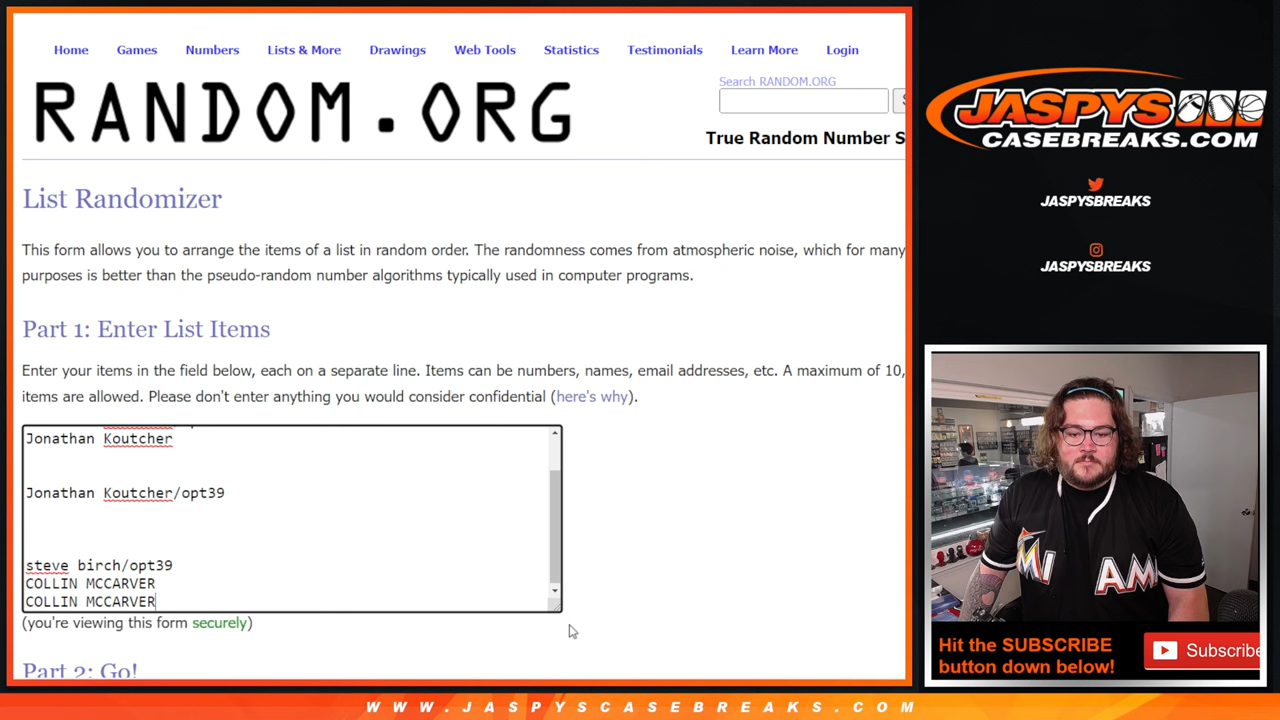 Home Games Numbers Lists & More Drawings Web Tools Statistics Testimonials Learn More Login
Search RANDOM.ORG
RANDOM.ORG
True Random Number S
List Randomizer
This form allows you to arrange the items of a list in random order. The randomness comes from atmospheric noise, which for many
purposes is better than the pseudo-random number algorithms typically used in computer programs.
Part 1: Enter List Items
Enter your items in the field below, each on a separate line. Items can be numbers, names, email addresses, etc. A maximum of 10,
items are allowed. Please don't enter anything you would consider confidential (here's why).
Jonathan Koutcher
Jonathan Koutcher/opt39
steve birch/opt39
COLLIN MCCARVER
COLLIN MCCARVER
(you're viewing this form securely)
Part 2: Go!
JASPYS
CASEBREAKS.COM
JASPYSBREAKS
JASPYSBREAKS
MI AMI
Hit the SUBSCRIBE
button down below!
Subscribe
WWW.JASPYSCASEBREAKS.COM